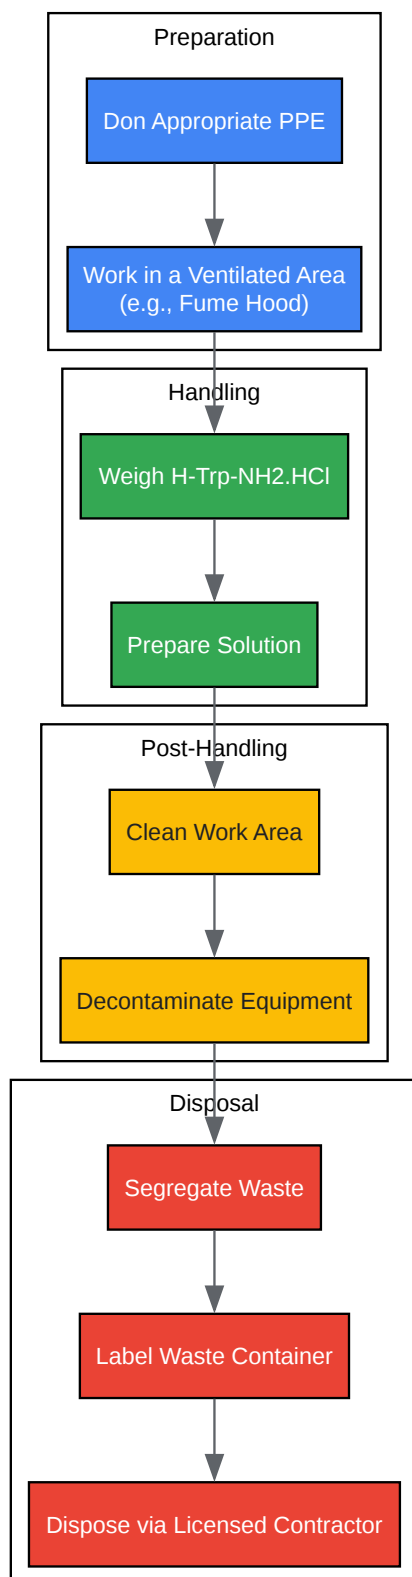 Preparation
Don Appropriate PPE
Work in a Ventilated Area
(e.g., Fume Hood)
Handling
Weigh H-Trp-NH2.HCl
Prepare Solution
Post-Handling
Clean Work Area
Decontaminate Equipment
Disposal
Segregate Waste
Label Waste Container
Dispose via Licensed Contractor